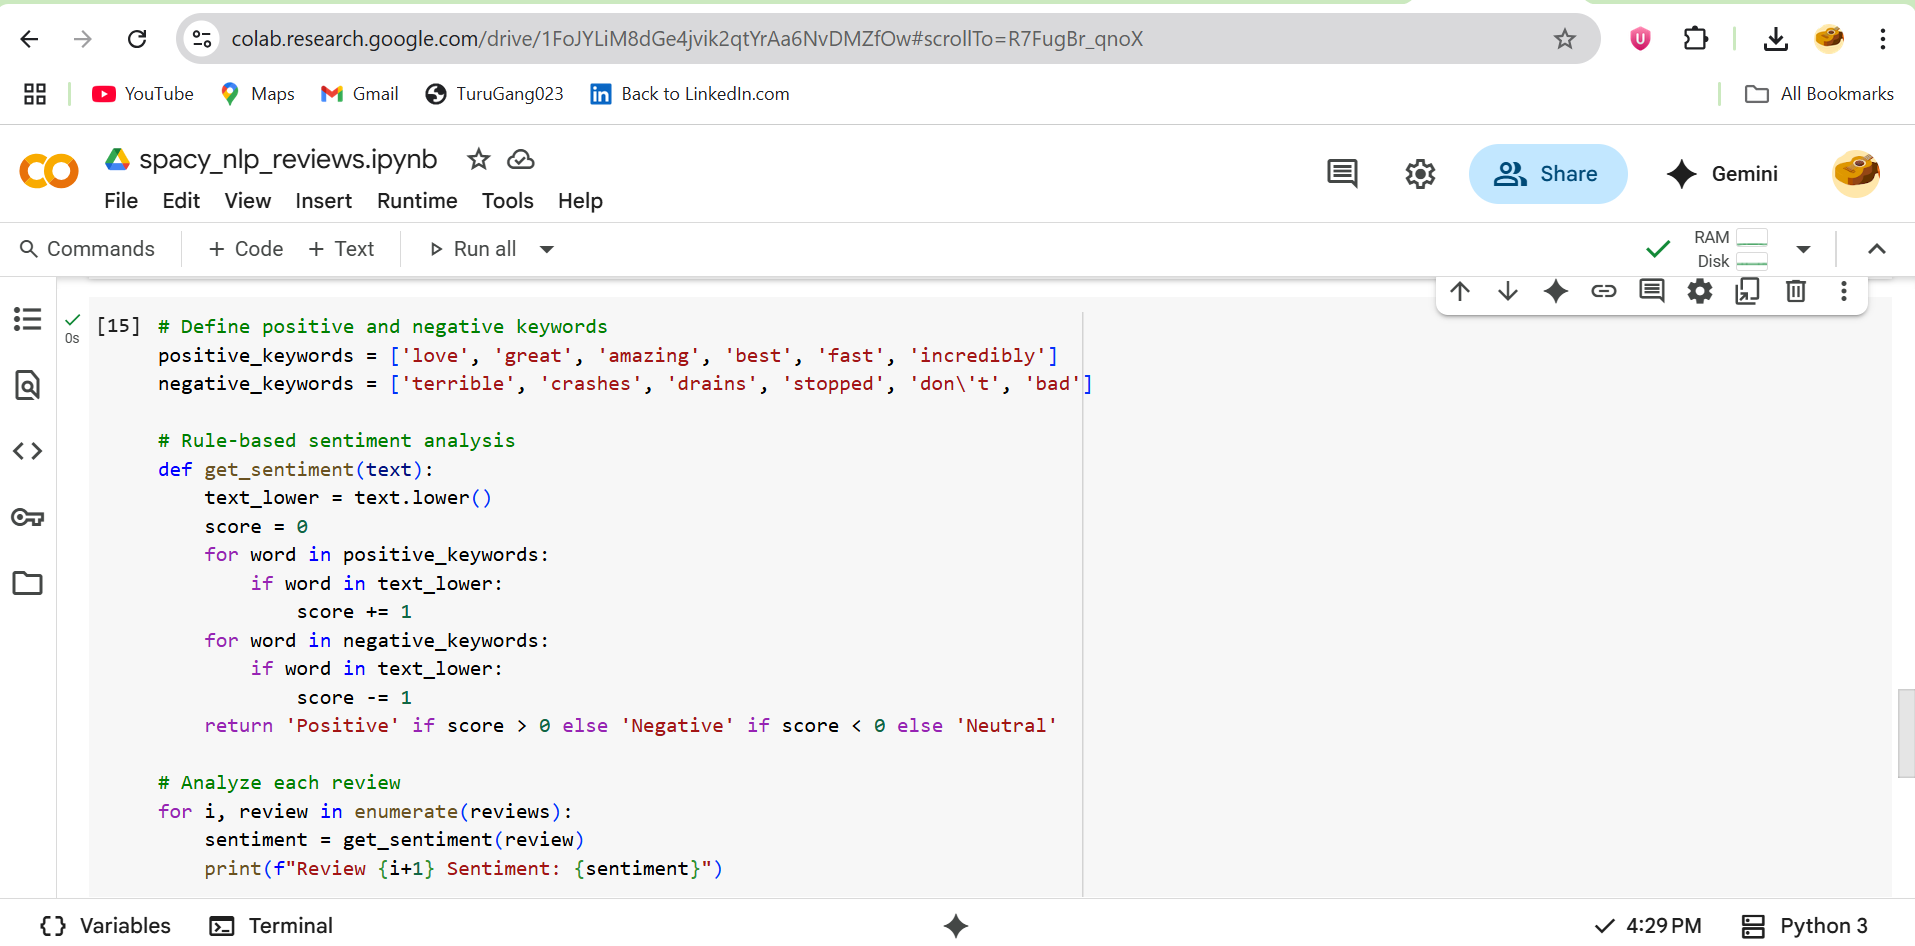 colab.research.google.com/drive/1FoJYLiM8dGe4jvik2qtYrAa6NvDMZfOw#scrollTo=R7FugBr_qnoX
YouTube Maps Gmail TuruGang023 Back to LinkedIn.com All Bookmarks
spacy_nlp_reviews.ipynb
File Edit View Insert Runtime Tools Help
Share Gemini
Commands + Code + Text Run all
RAM
Disk
[15] # Define positive and negative keywords
0s
positive_keywords = ['love', 'great', 'amazing', 'best', 'fast', 'incredibly']
negative_keywords = ['terrible', 'crashes', 'drains', 'stopped', 'don\'t', 'bad']
# Rule-based sentiment analysis
def get_sentiment(text):
    text_lower = text.lower()
    score = 0
    for word in positive_keywords:
        if word in text_lower:
            score += 1
    for word in negative_keywords:
        if word in text_lower:
            score -= 1
    return 'Positive' if score > 0 else 'Negative' if score < 0 else 'Neutral'
# Analyze each review
for i, review in enumerate(reviews):
    sentiment = get_sentiment(review)
    print(f"Review {i+1} Sentiment: {sentiment}")
Variables Terminal 4:29 PM Python 3